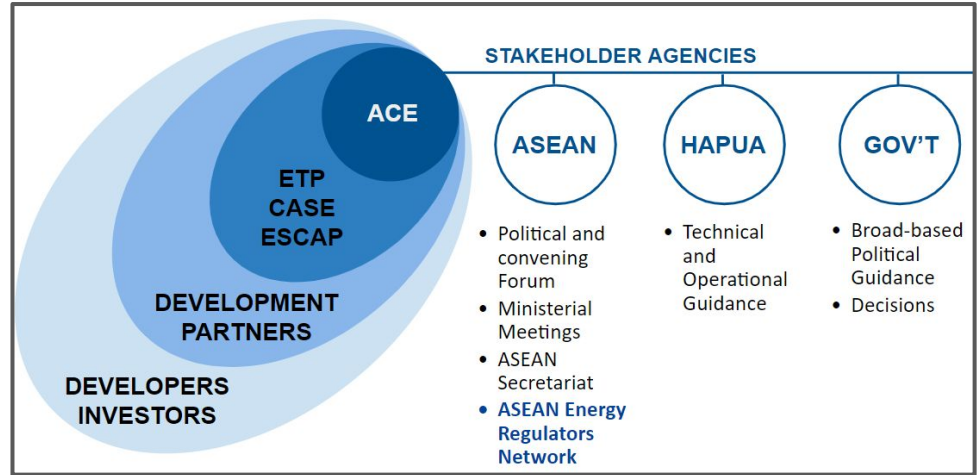 ACE
ETP
CASE
ESCAP
DEVELOPMENT
PARTNERS
DEVELOPERS
INVESTORS
STAKEHOLDER AGENCIES
ASEAN
• Political and
convening
Forum
• Ministerial
Meetings
• ASEAN
Secretariat
• ASEAN Energy
Regulators
Network
HAPUA
• Technical
and
Operational
Guidance
GOV'T
• Broad-based
Political
Guidance
• Decisions